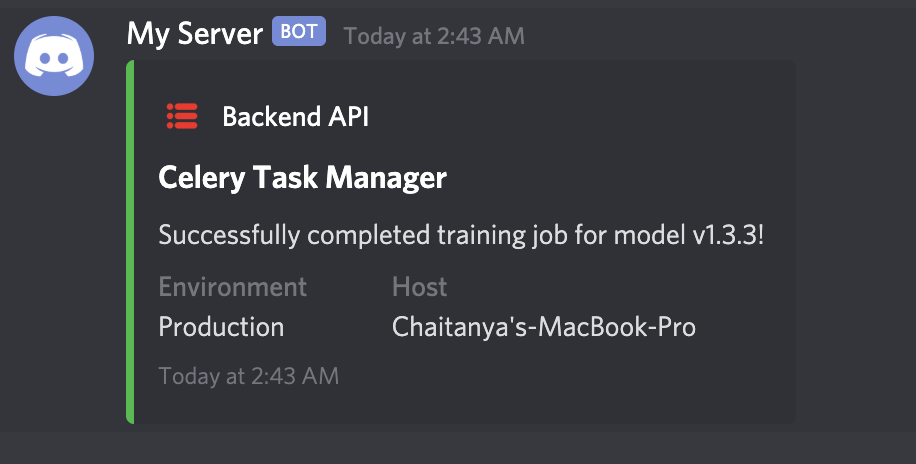 My Server BOT Today at 2:43 AM
Backend API
Celery Task Manager
Successfully completed training job for model v1.3.3!
Environment Host
Production Chaitanya's-MacBook-Pro
Today at 2:43 AM